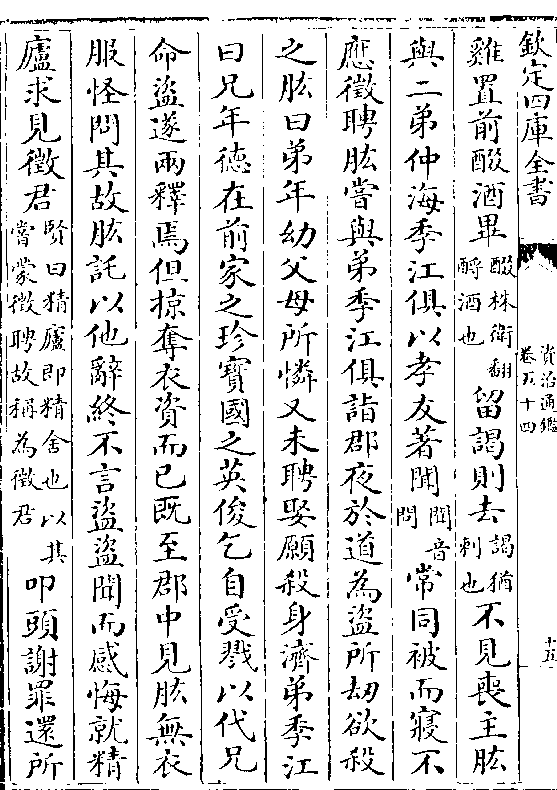 欽定四庫全書
資治通鑑
卷五十四
十五
雞置前酹酒畢
酹株衛翻
酹酒也
留謁則去
謁猶
刺也
不見喪主肱
與二弟仲海季江俱以孝友著聞
聞音
問
常同被而寢不
應徵聘肱嘗與弟季江俱詣郡夜於道為盜所劫欲殺
之肱曰弟年幼父母所憐又未聘娶願殺身濟弟季江
曰兄年德在前家之珍寶國之英俊乞自受戮以代兄
命盜遂兩釋焉但掠奪衣資而已既至郡中見肱無衣
服怪問其故肱託以他辭終不言盜盜聞而感悔就精
廬求見徵君
賢曰精廬即精舍也以其
嘗蒙徵聘故稱為徵君
叩頭謝罪還所